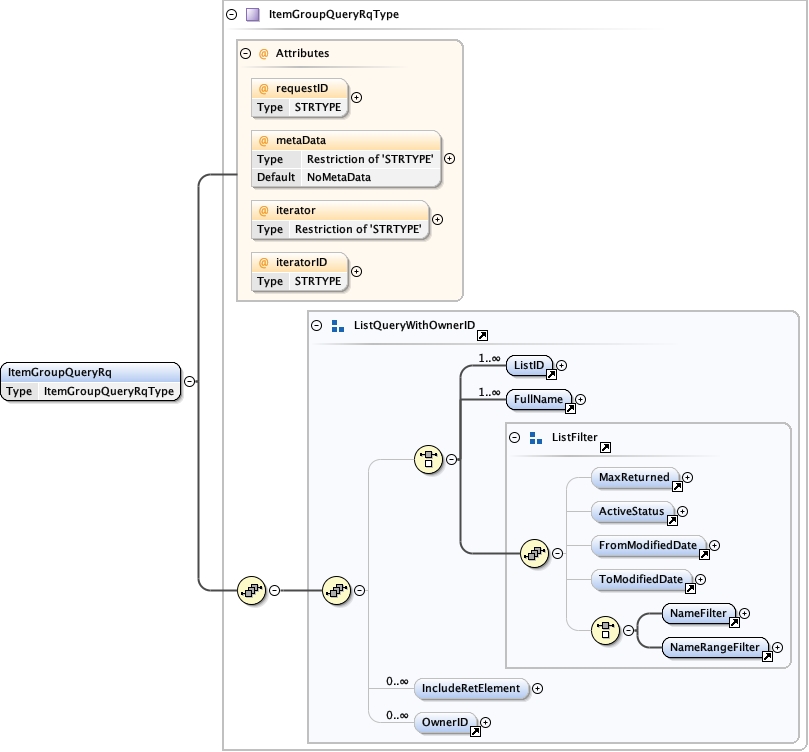 ItemGroupQueryRqType
@ Attributes
@ requestID
Type STRTYPE
@ metaData
Type Restriction of 'STRTYPE'
Default NoMetaData
@ iterator
Type Restriction of 'STRTYPE'
@ iteratorID
Type STRTYPE
ListQueryWithOwnerID
ItemGroupQueryRq
Type ItemGroupQueryRqType
1..∞ ListID
1..∞ FullName
ListFilter
MaxReturned
ActiveStatus
FromModifiedDate
ToModifiedDate
NameFilter
NameRangeFilter
0..∞ IncludeRetElement
0..∞ OwnerID